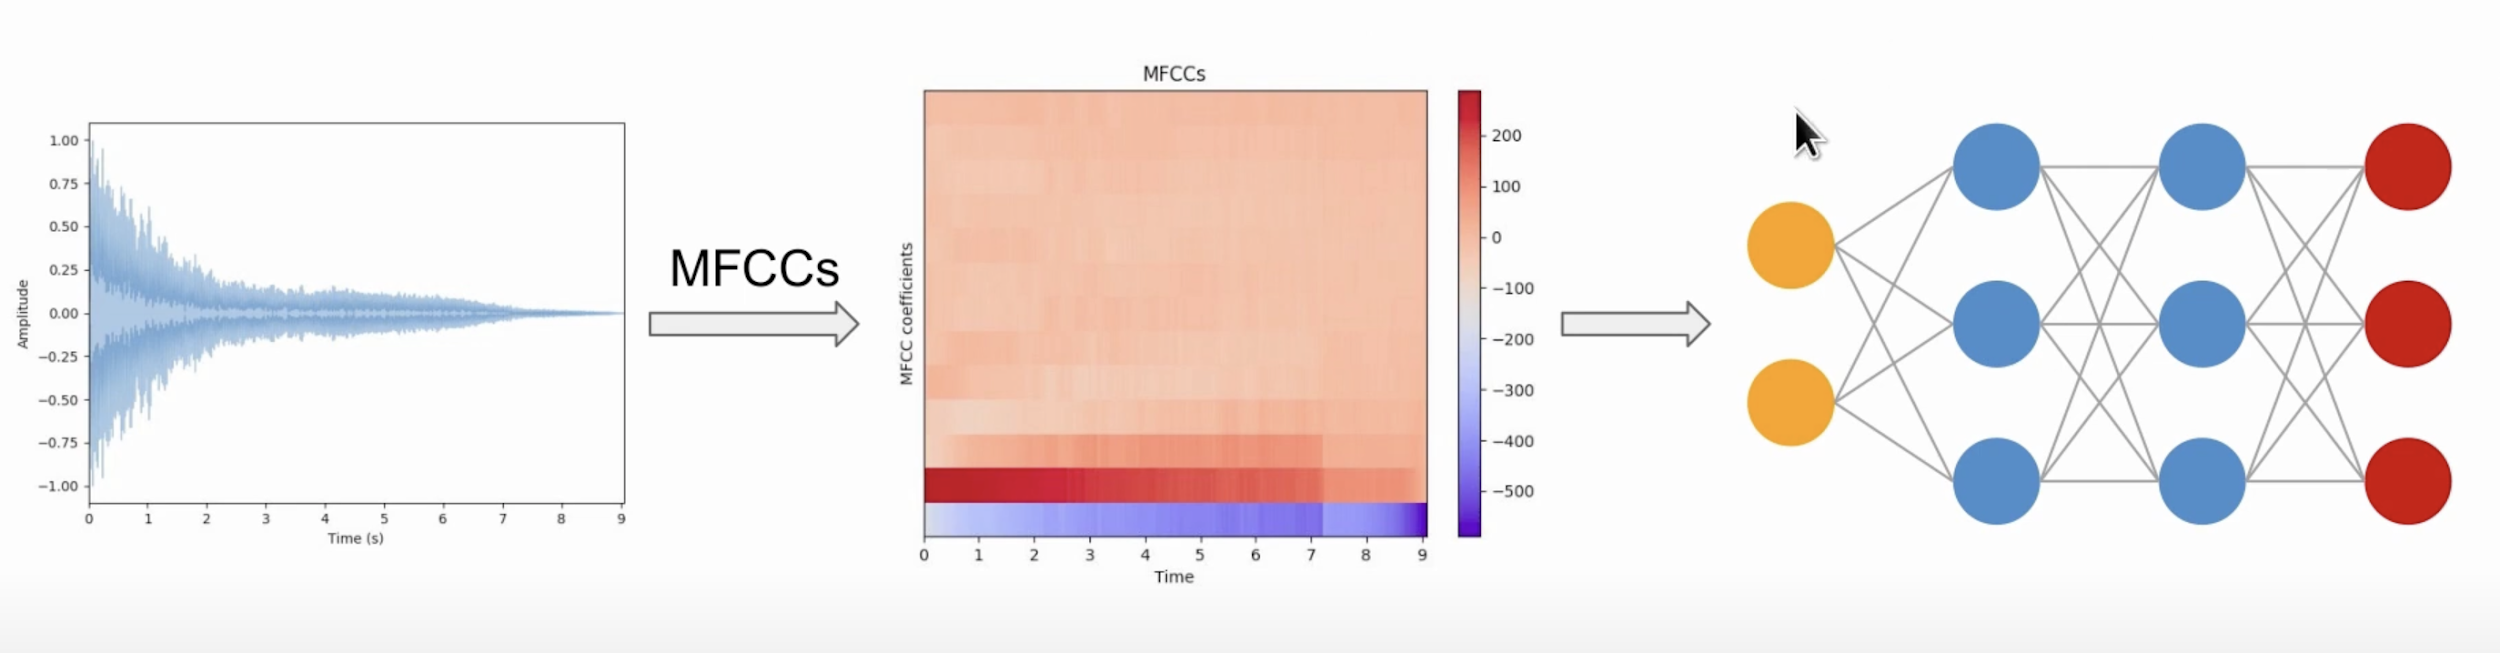 1.00
0.75
0.50
0.25
0.00
−0.25
−0.50
−0.75
−1.00
Amplitude
0 1 2 3 4 5 6 7 8 9
Time (s)
MFCCs
MFCCs
MFCC coefficients
0 1 2 3 4 5 6 7 8 9
Time
200
100
0
−100
−200
−300
−400
−500